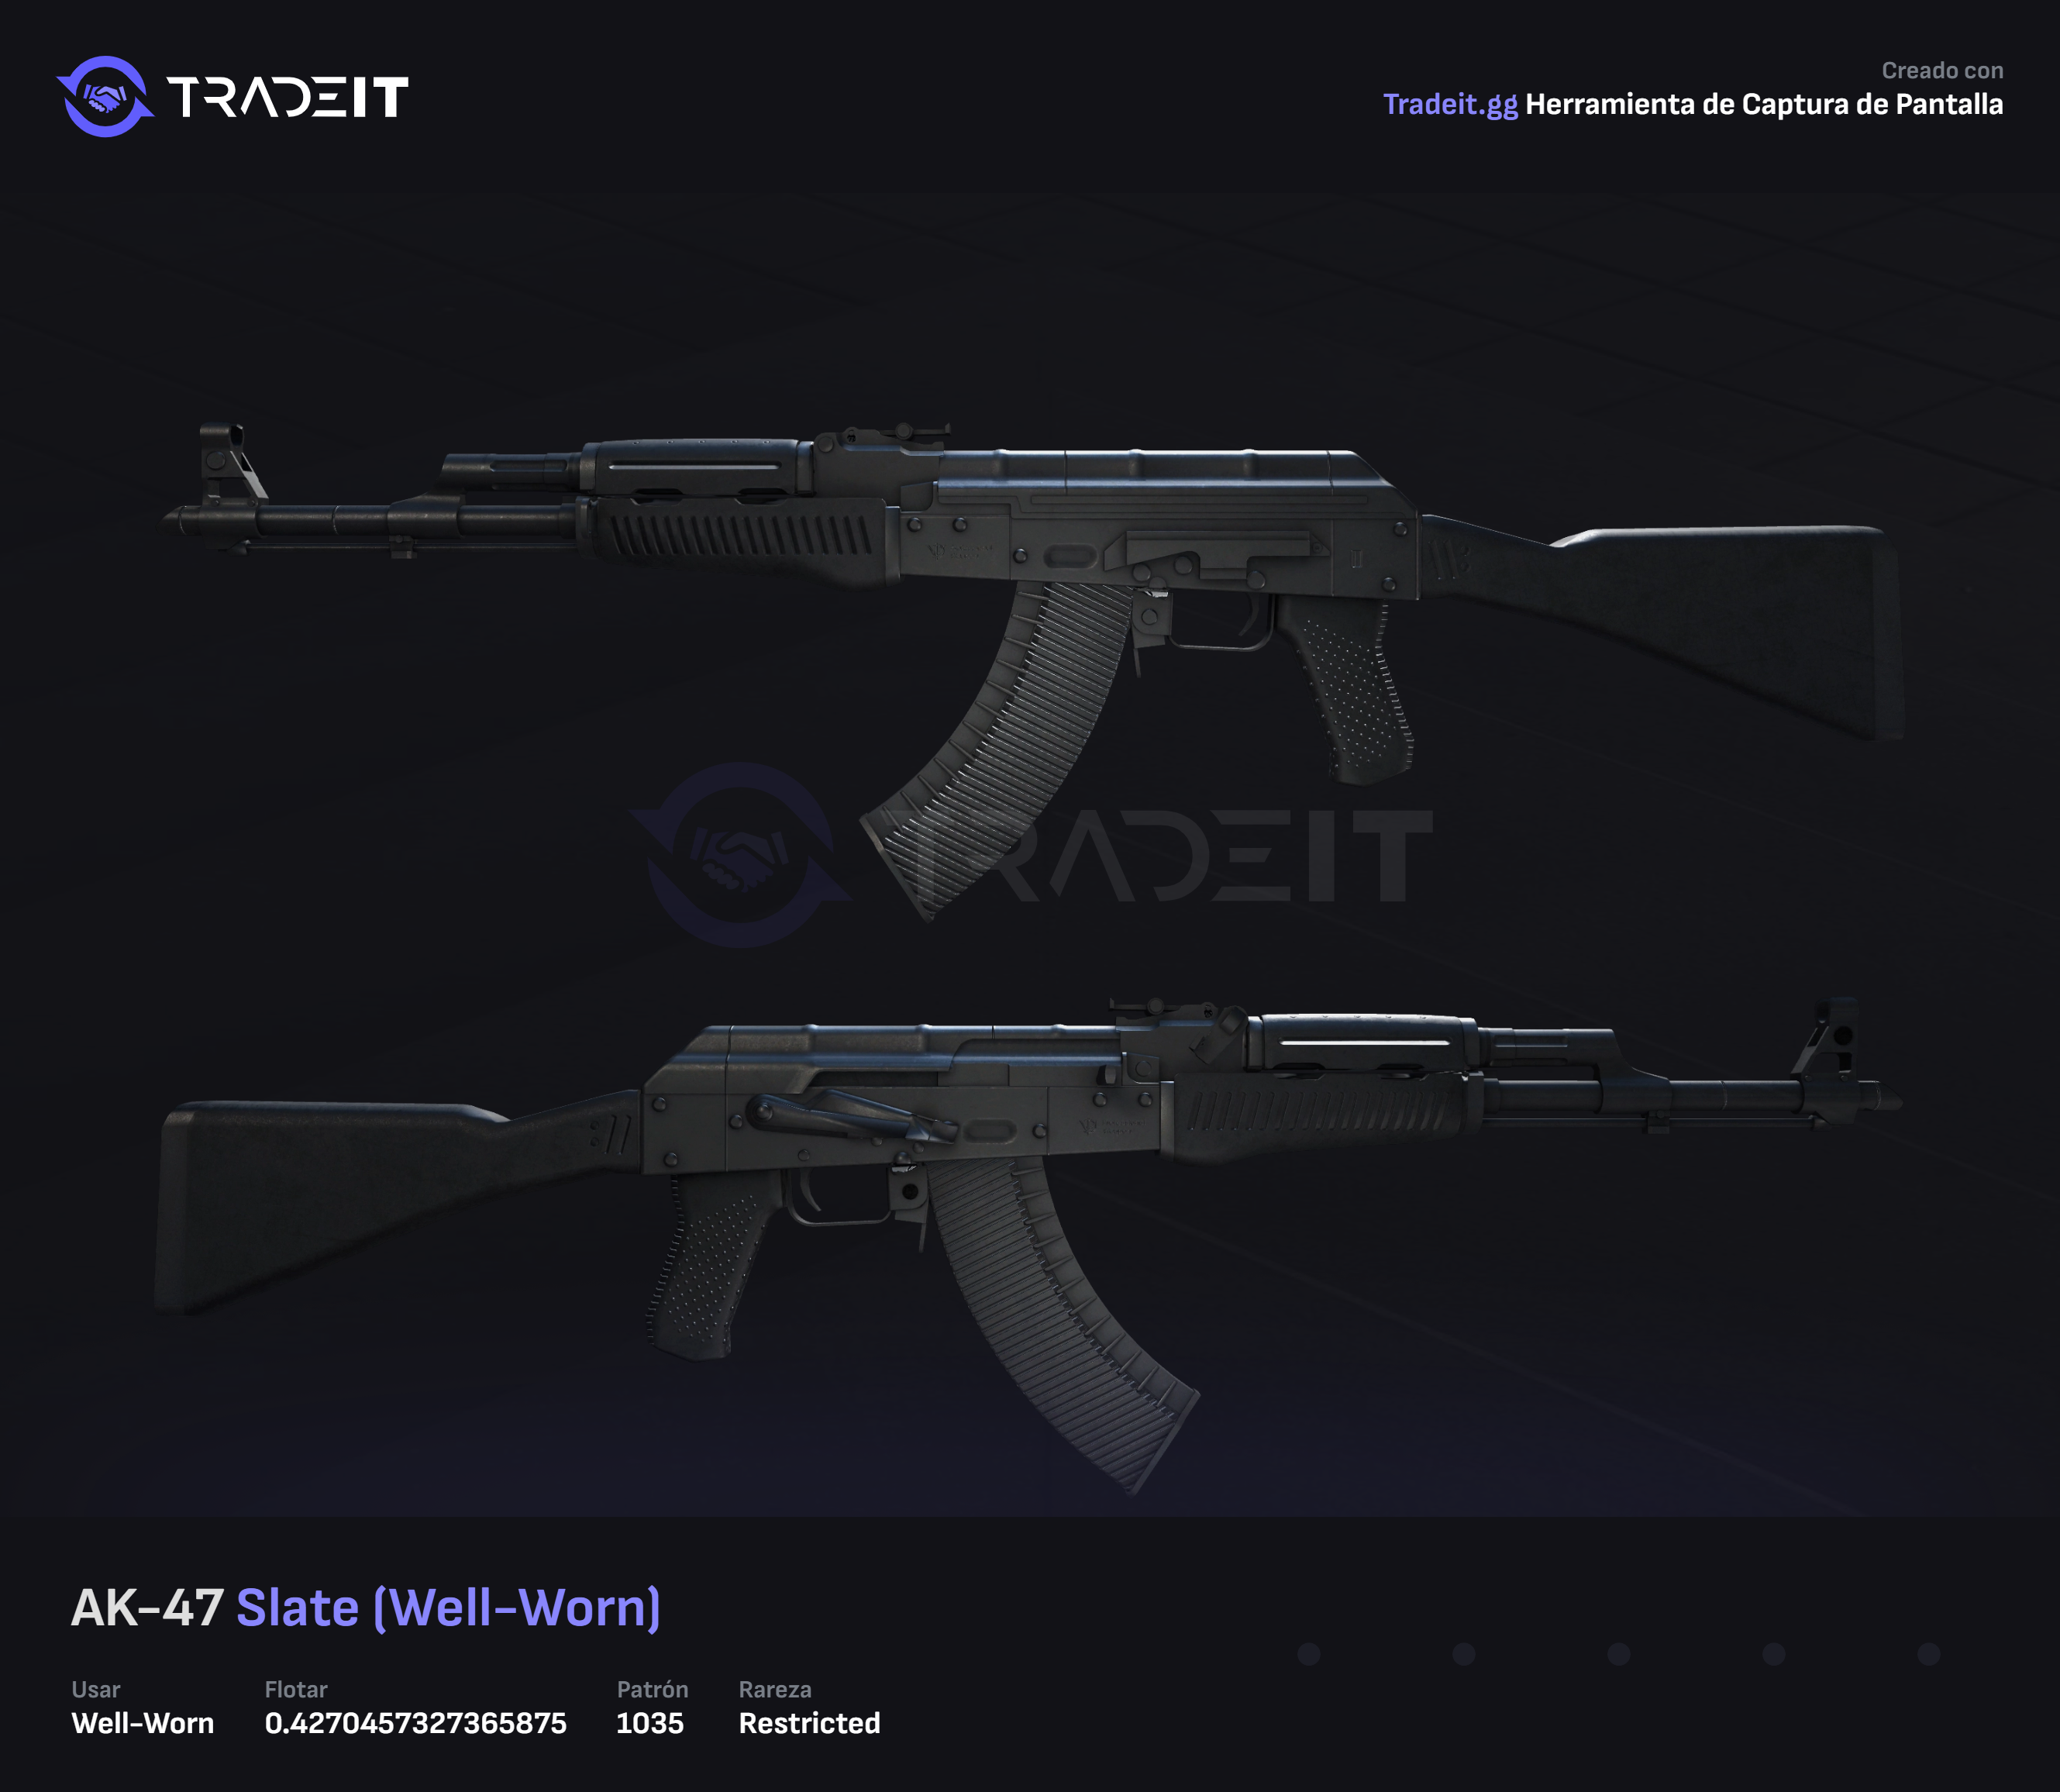 TRADEIT
Creado con
Tradeit.gg Herramienta de Captura de Pantalla
TRADEIT
AK-47 Slate (Well-Worn)
Usar Flotar Patrón Rareza
Well-Worn 0.4270457327365875 1035 Restricted